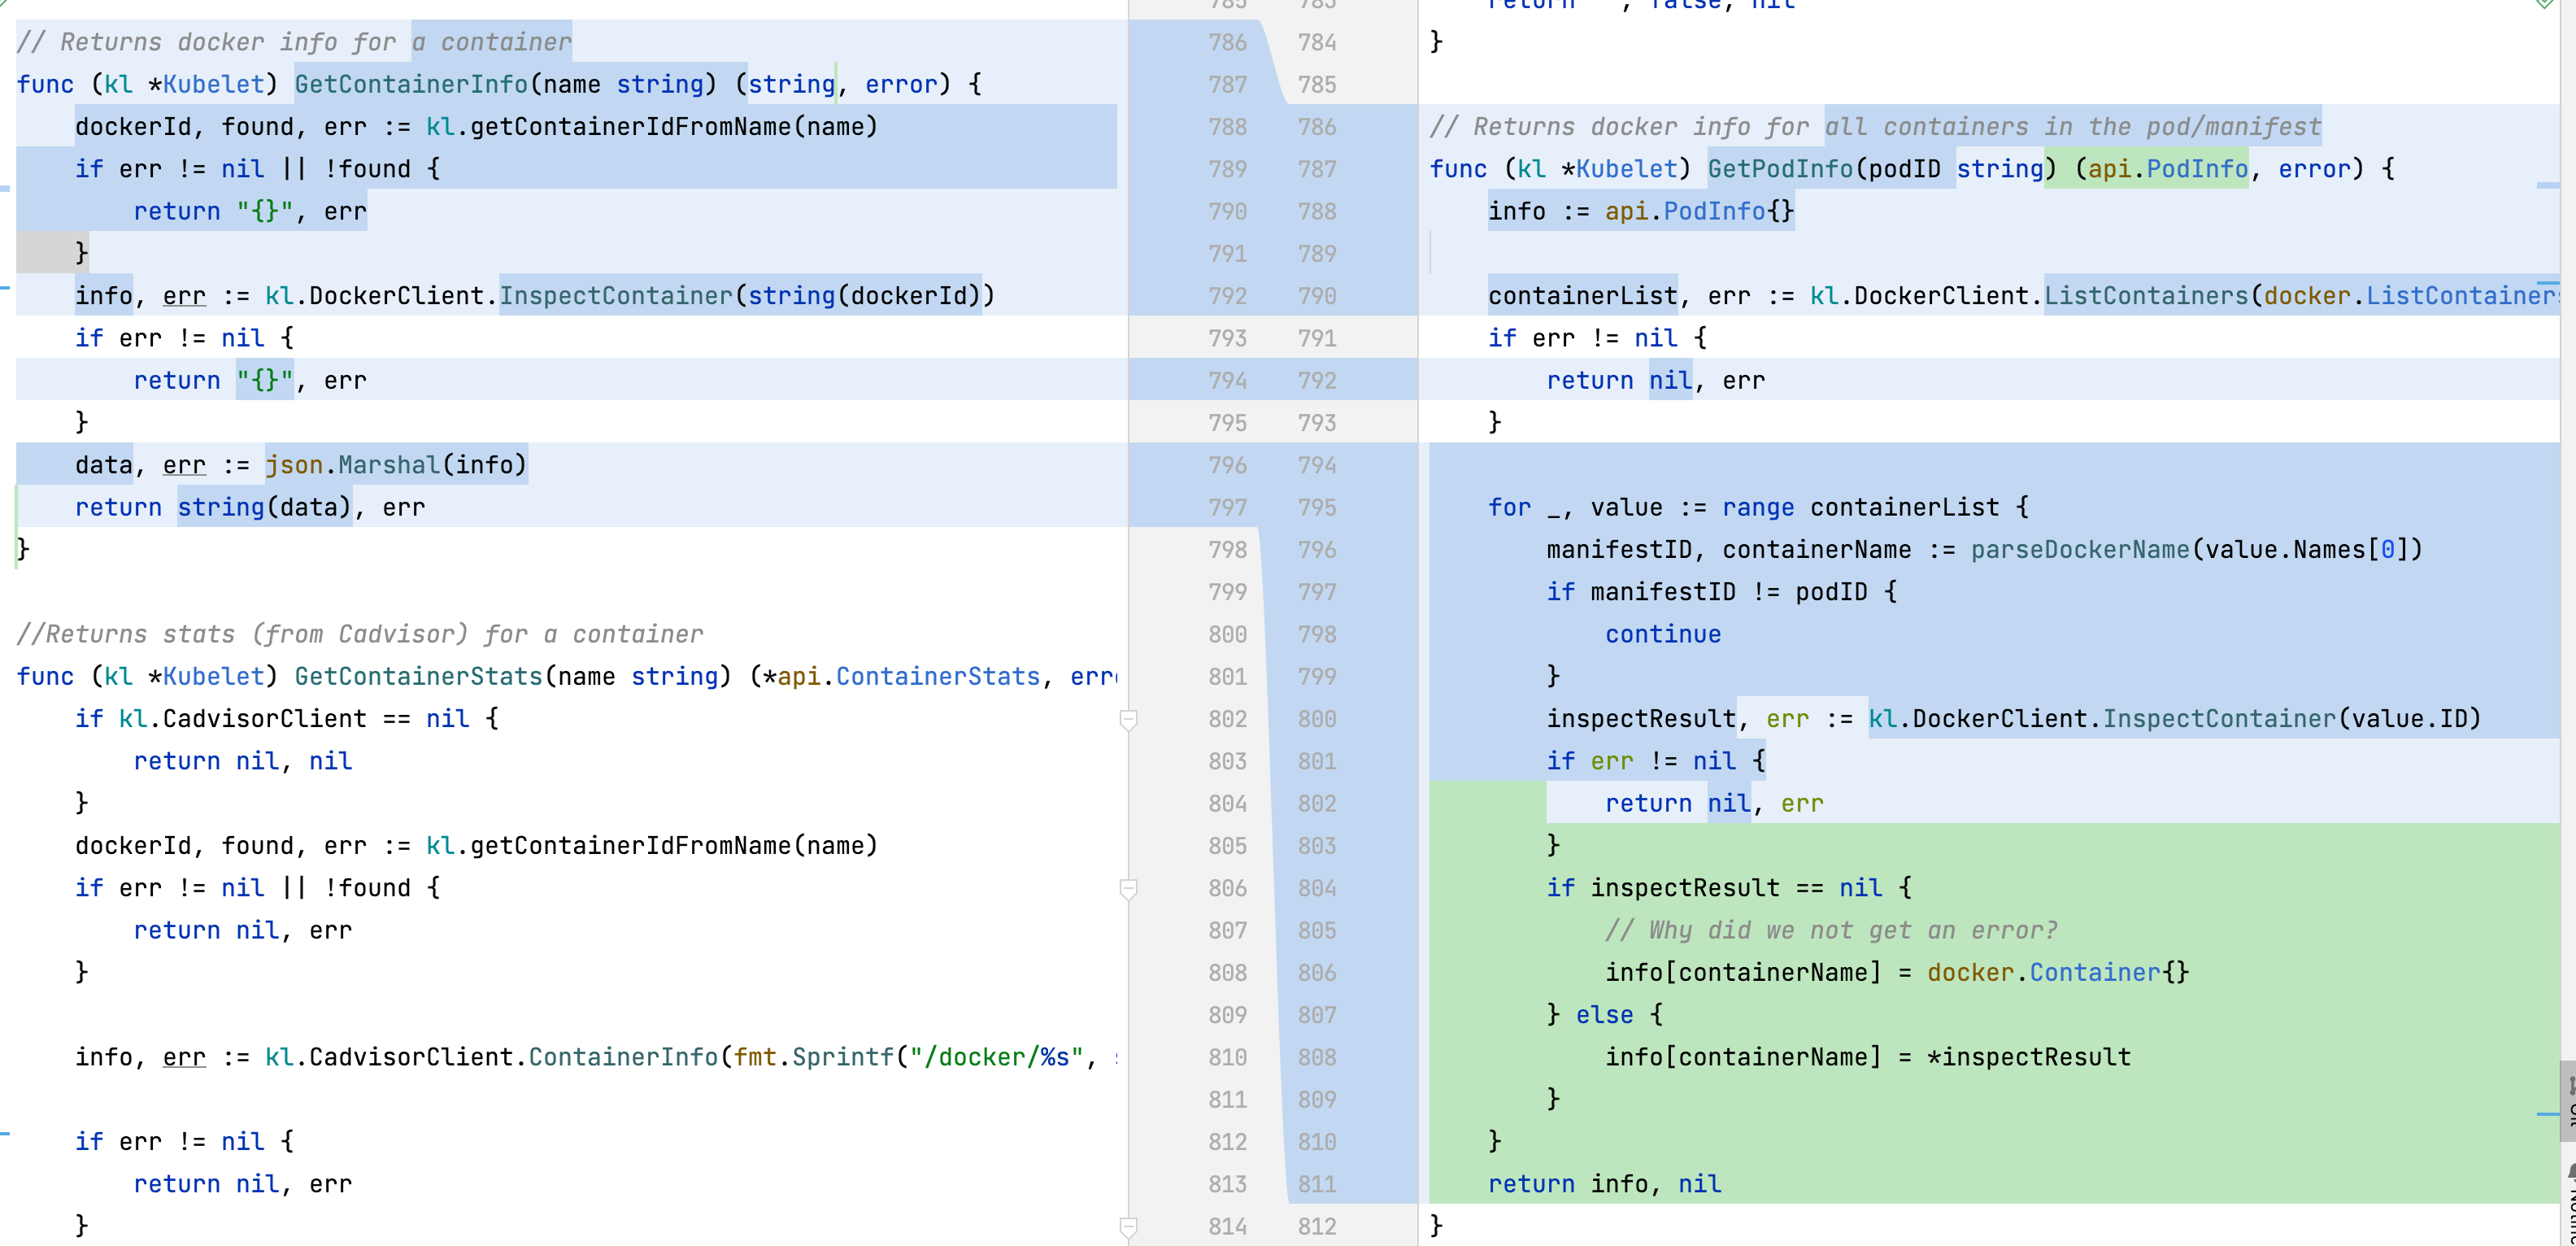 // Returns docker info for a container
func (kl *Kubelet) GetContainerInfo(name string) (string, error) {
    dockerId, found, err := kl.getContainerIdFromName(name)
    if err != nil || !found {
        return "{}", err
    }
    info, err := kl.DockerClient.InspectContainer(string(dockerId))
    if err != nil {
        return "{}", err
    }
    data, err := json.Marshal(info)
    return string(data), err
}

//Returns stats (from Cadvisor) for a container
func (kl *Kubelet) GetContainerStats(name string) (*api.ContainerStats, err
    if kl.CadvisorClient == nil {
        return nil, nil
    }
    dockerId, found, err := kl.getContainerIdFromName(name)
    if err != nil || !found {
        return nil, err
    }

    info, err := kl.CadvisorClient.ContainerInfo(fmt.Sprintf("/docker/%s",
    if err != nil {
        return nil, err
    }
785 783
786 784
787 785
788 786
789 787
790 788
791 789
792 790
793 791
794 792
795 793
796 794
797 795
798 796
799 797
800 798
801 799
802 800
803 801
804 802
805 803
806 804
807 805
808 806
809 807
810 808
811 809
812 810
813 811
814 812
return , false, nil
}

// Returns docker info for all containers in the pod/manifest
func (kl *Kubelet) GetPodInfo(podID string) (api.PodInfo, error) {
    info := api.PodInfo{}

    containerList, err := kl.DockerClient.ListContainers(docker.ListContainer
    if err != nil {
        return nil, err
    }

    for _, value := range containerList {
        manifestID, containerName := parseDockerName(value.Names[0])
        if manifestID != podID {
            continue
        }
        inspectResult, err := kl.DockerClient.InspectContainer(value.ID)
        if err != nil {
            return nil, err
        }
        if inspectResult == nil {
            // Why did we not get an error?
            info[containerName] = docker.Container{}
        } else {
            info[containerName] = *inspectResult
        }
    }
    return info, nil
}